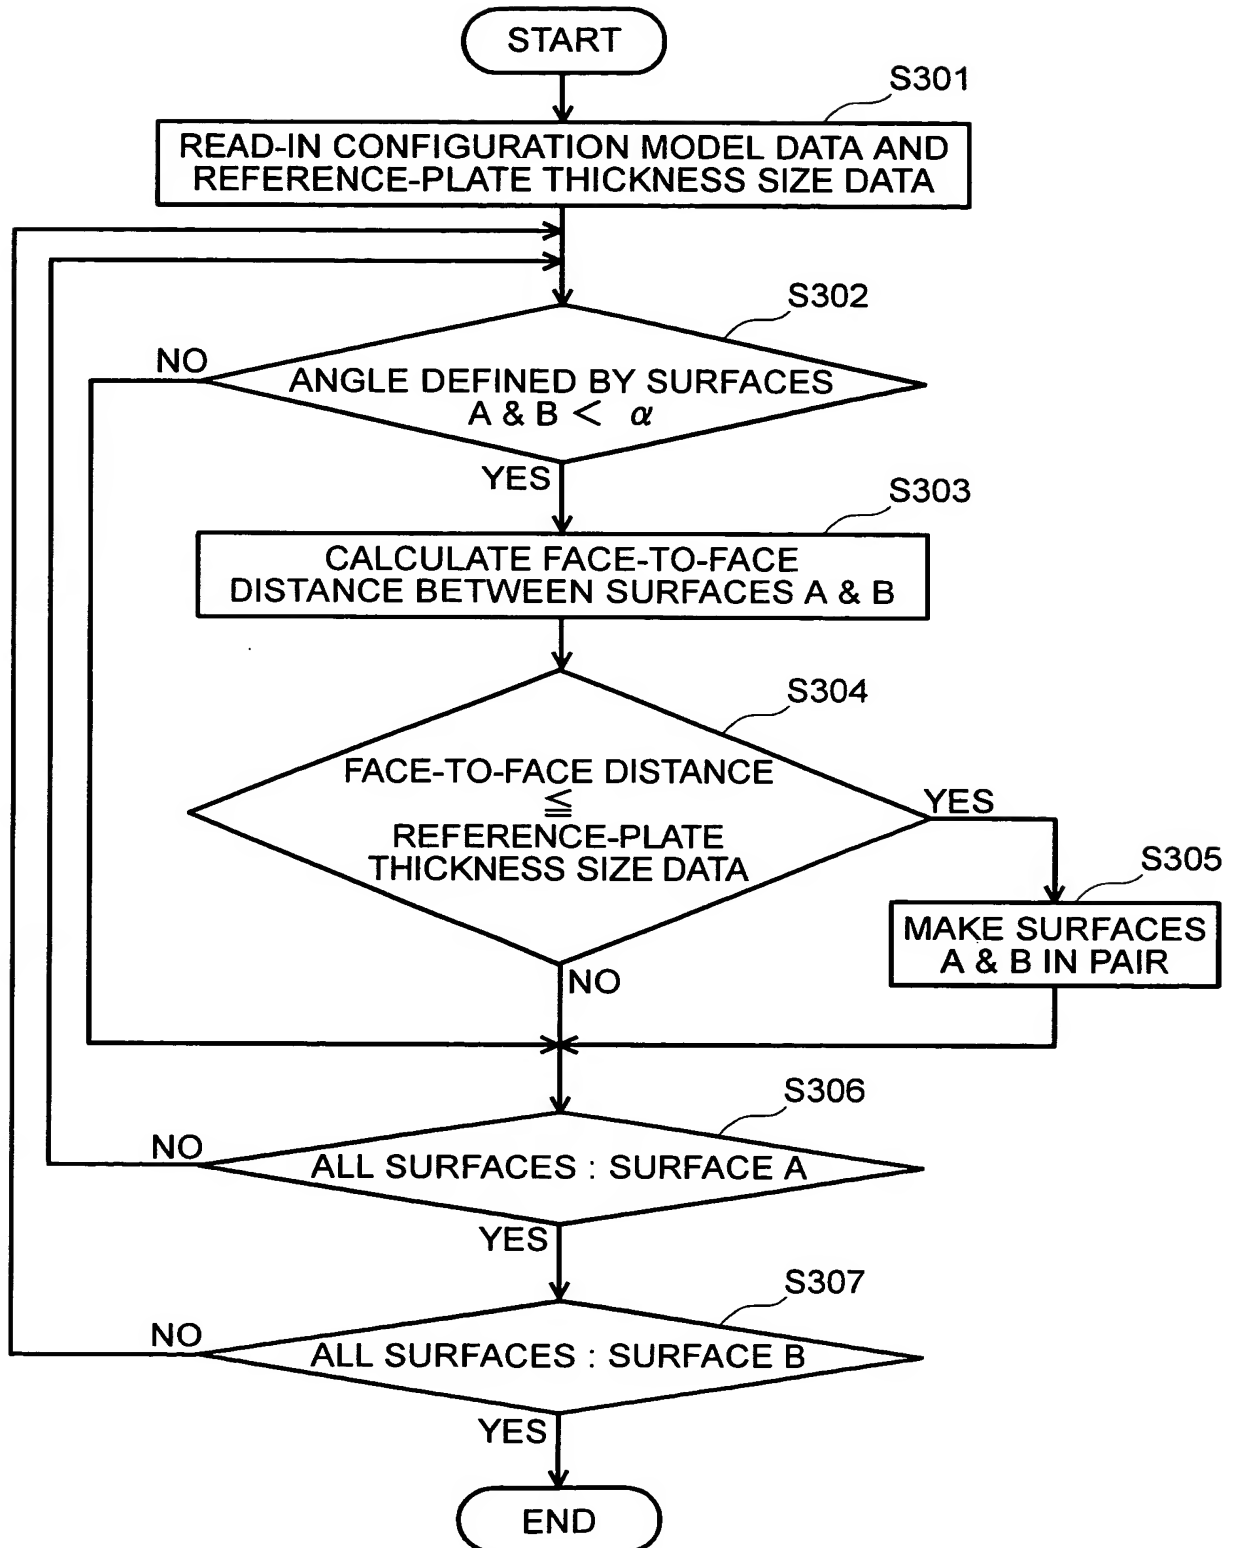 START
S301
READ-IN CONFIGURATION MODEL DATA AND
REFERENCE-PLATE THICKNESS SIZE DATA
S302
NO
ANGLE DEFINED BY SURFACES
A & B < α
YES
S303
CALCULATE FACE-TO-FACE
DISTANCE BETWEEN SURFACES A & B
S304
FACE-TO-FACE DISTANCE
≦
REFERENCE-PLATE
THICKNESS SIZE DATA
YES
S305
MAKE SURFACES
A & B IN PAIR
NO
S306
NO
ALL SURFACES : SURFACE A
YES
S307
NO
ALL SURFACES : SURFACE B
YES
END